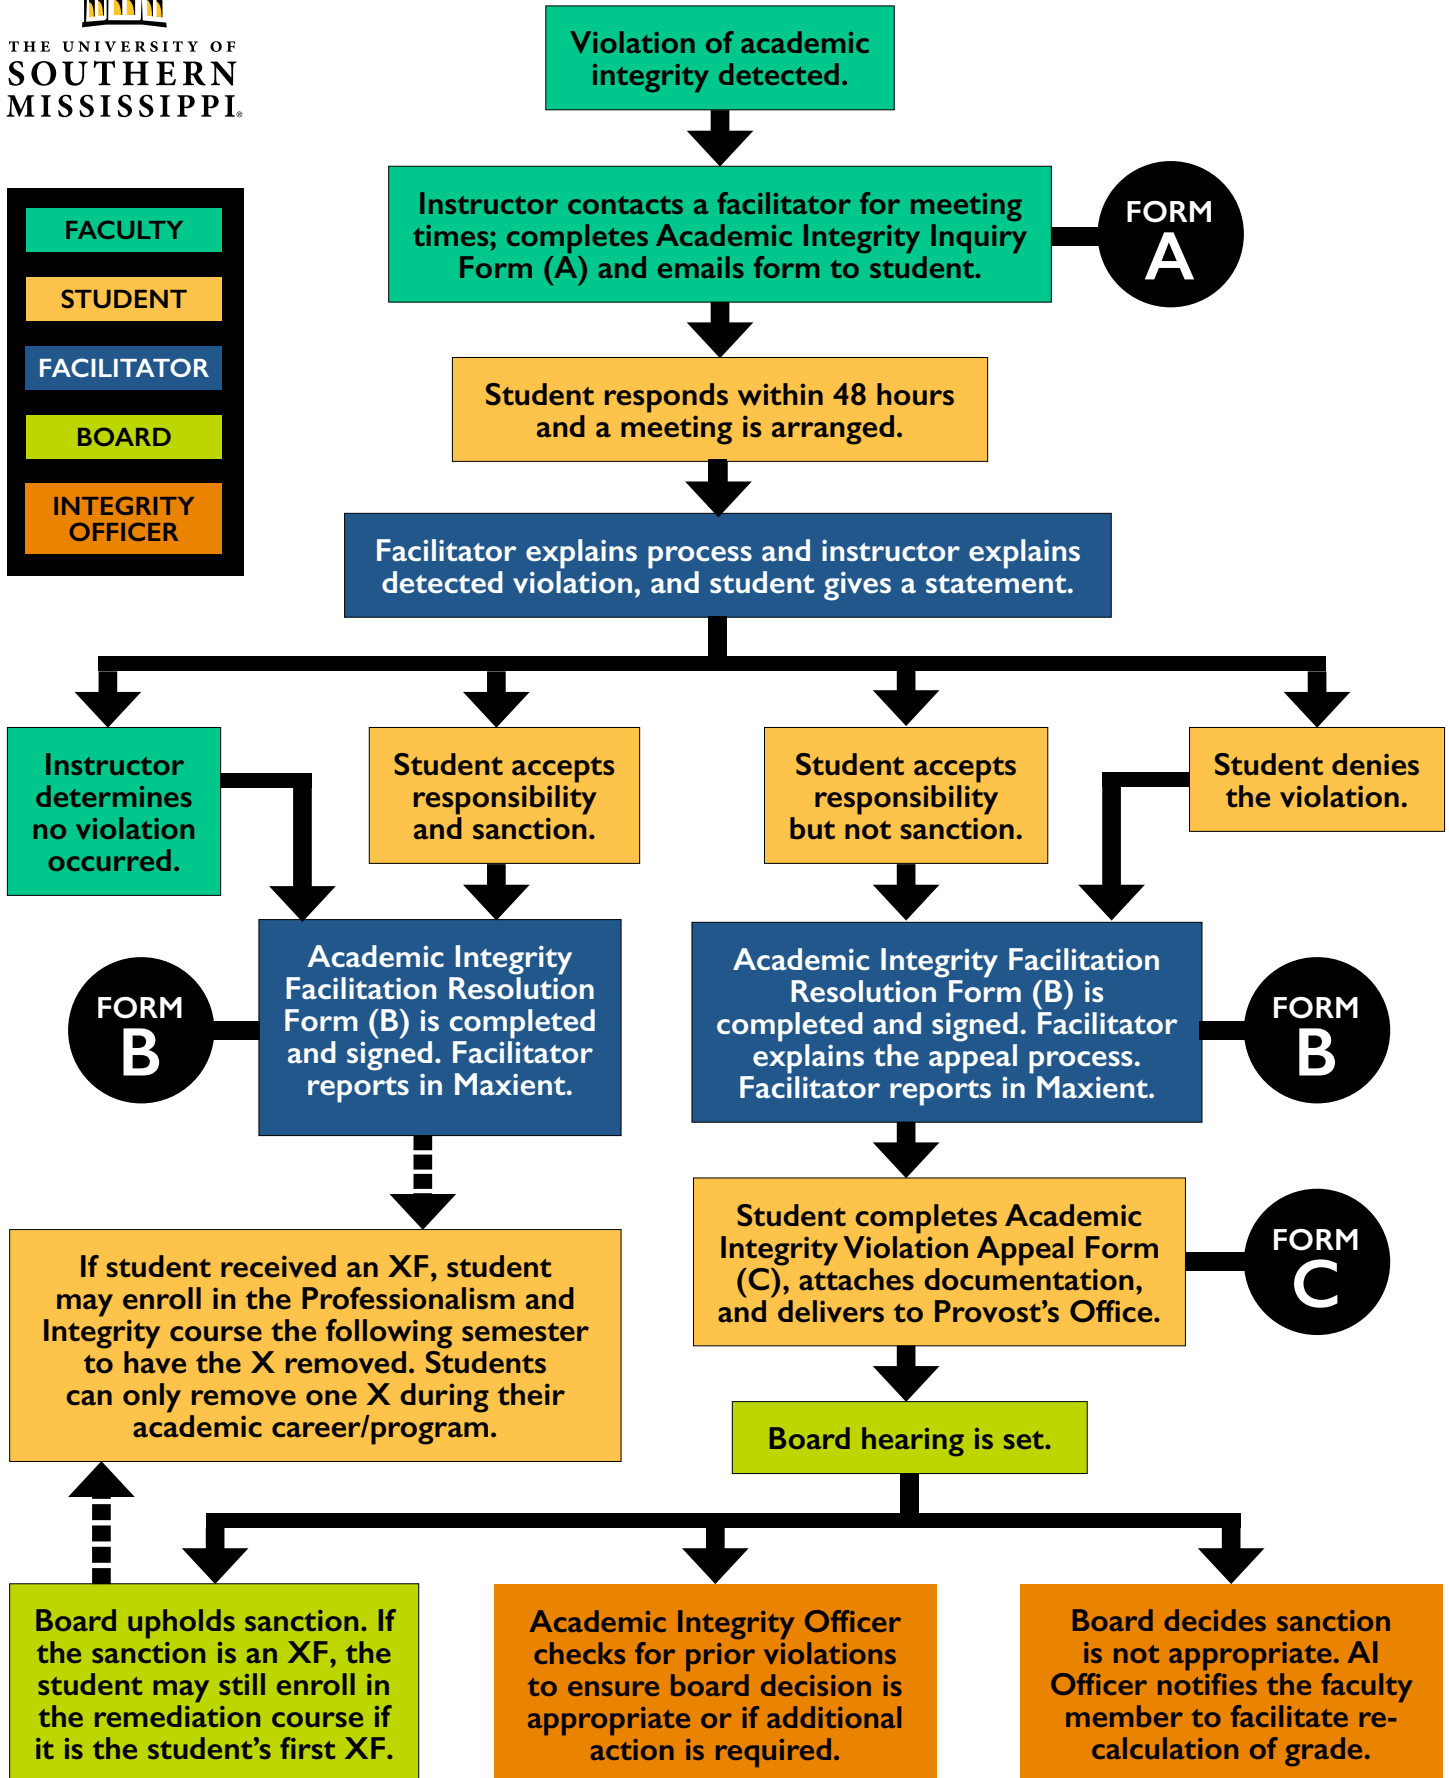 THE UNIVERSITY OF
SOUTHERN
MISSISSIPPI®
FACULTY
STUDENT
FACILITATOR
BOARD
INTEGRITY
OFFICER
Violation of academic
integrity detected.
Instructor contacts a facilitator for meeting
times; completes Academic Integrity Inquiry
Form (A) and emails form to student.
FORM
A
Student responds within 48 hours
and a meeting is arranged.
Facilitator explains process and instructor explains
detected violation, and student gives a statement.
Instructor
determines
no violation
occurred.
Student accepts
responsibility
and sanction.
Student accepts
responsibility
but not sanction.
Student denies
the violation.
FORM
B
Academic Integrity
Facilitation Resolution
Form (B) is completed
and signed. Facilitator
reports in Maxient.
Academic Integrity Facilitation
Resolution Form (B) is
completed and signed. Facilitator
explains the appeal process.
Facilitator reports in Maxient.
FORM
B
If student received an XF, student
may enroll in the Professionalism and
Integrity course the following semester
to have the X removed. Students
can only remove one X during their
academic career/program.
Student completes Academic
Integrity Violation Appeal Form
(C), attaches documentation,
and delivers to Provost's Office.
FORM
C
Board hearing is set.
Board upholds sanction. If
the sanction is an XF, the
student may still enroll in
the remediation course if
it is the student's first XF.
Academic Integrity Officer
checks for prior violations
to ensure board decision is
appropriate or if additional
action is required.
Board decides sanction
is not appropriate. AI
Officer notifies the faculty
member to facilitate re-
calculation of grade.